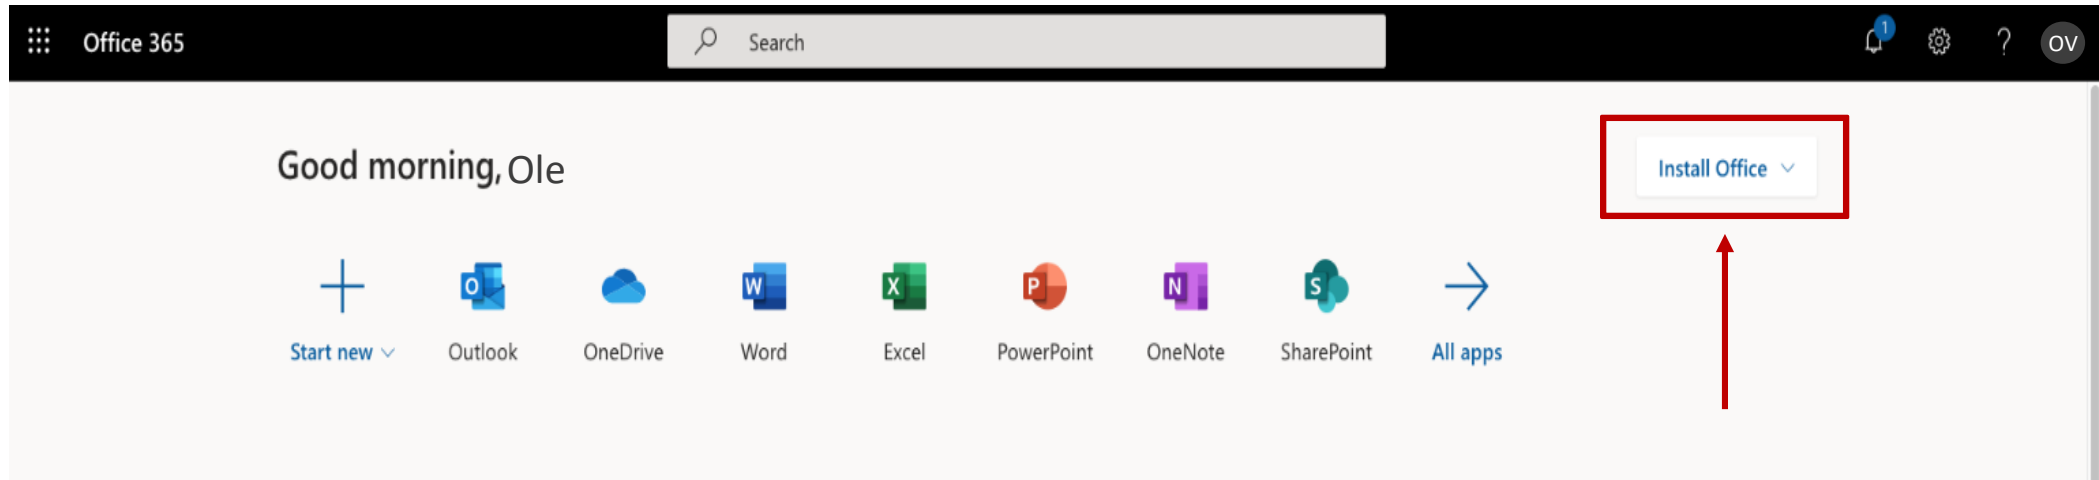 Office 365
Search
1
?
OV
Good morning, Ole
Install Office
O
W
X
P
N
S
Start new
Outlook
OneDrive
Word
Excel
PowerPoint
OneNote
SharePoint
All apps